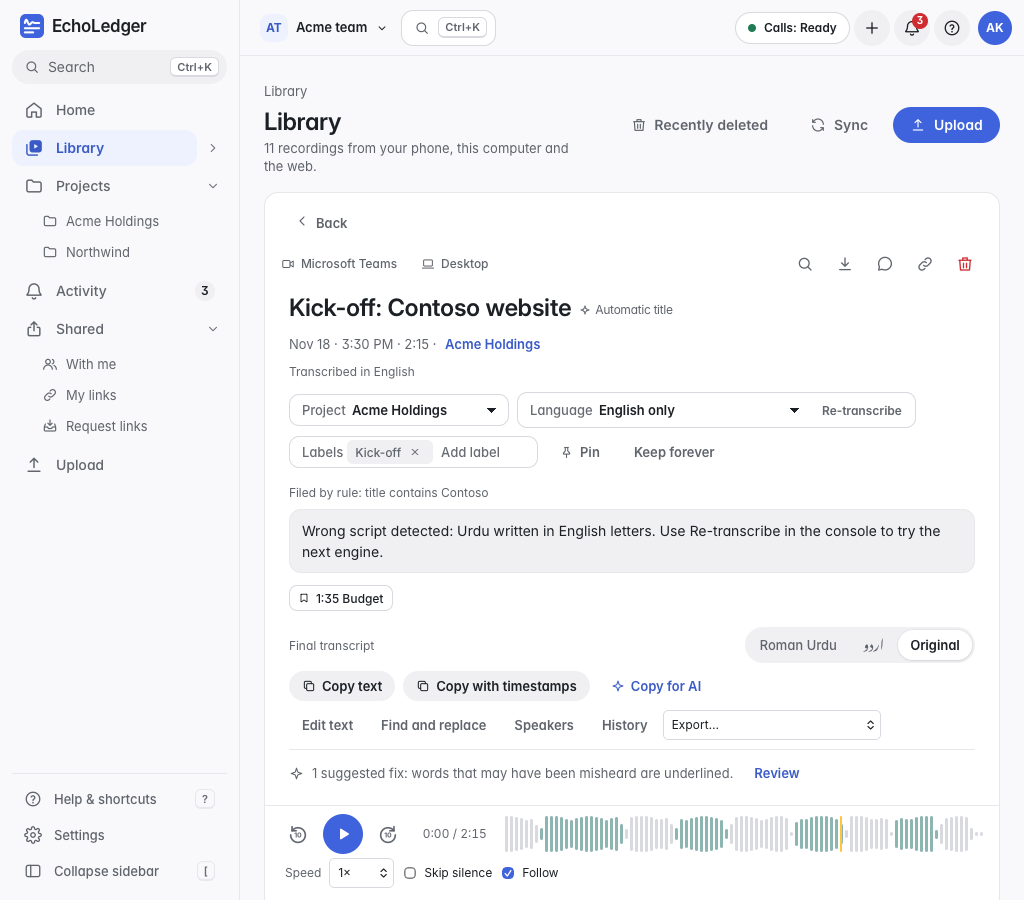 EchoLedger
Search Ctrl+K
Home
Library
Projects
Acme Holdings
Northwind
Activity 3
Shared
With me
My links
Request links
Upload
Help & shortcuts ?
Settings
Collapse sidebar [
AT Acme team Ctrl+K Calls: Ready 3 AK
Library
Library
11 recordings from your phone, this computer and
the web.
Recently deleted Sync Upload
Back
Microsoft Teams Desktop
Kick-off: Contoso website Automatic title
Nov 18 · 3:30 PM · 2:15 · Acme Holdings
Transcribed in English
Project Acme Holdings Language English only Re-transcribe
Labels Kick-off × Add label Pin Keep forever
Filed by rule: title contains Contoso
Wrong script detected: Urdu written in English letters. Use Re-transcribe in the console to try the
next engine.
1:35 Budget
Final transcript Roman Urdu اردو Original
Copy text Copy with timestamps Copy for AI
Edit text Find and replace Speakers History Export...
1 suggested fix: words that may have been misheard are underlined. Review
10 10 0:00 / 2:15
Speed 1× Skip silence Follow